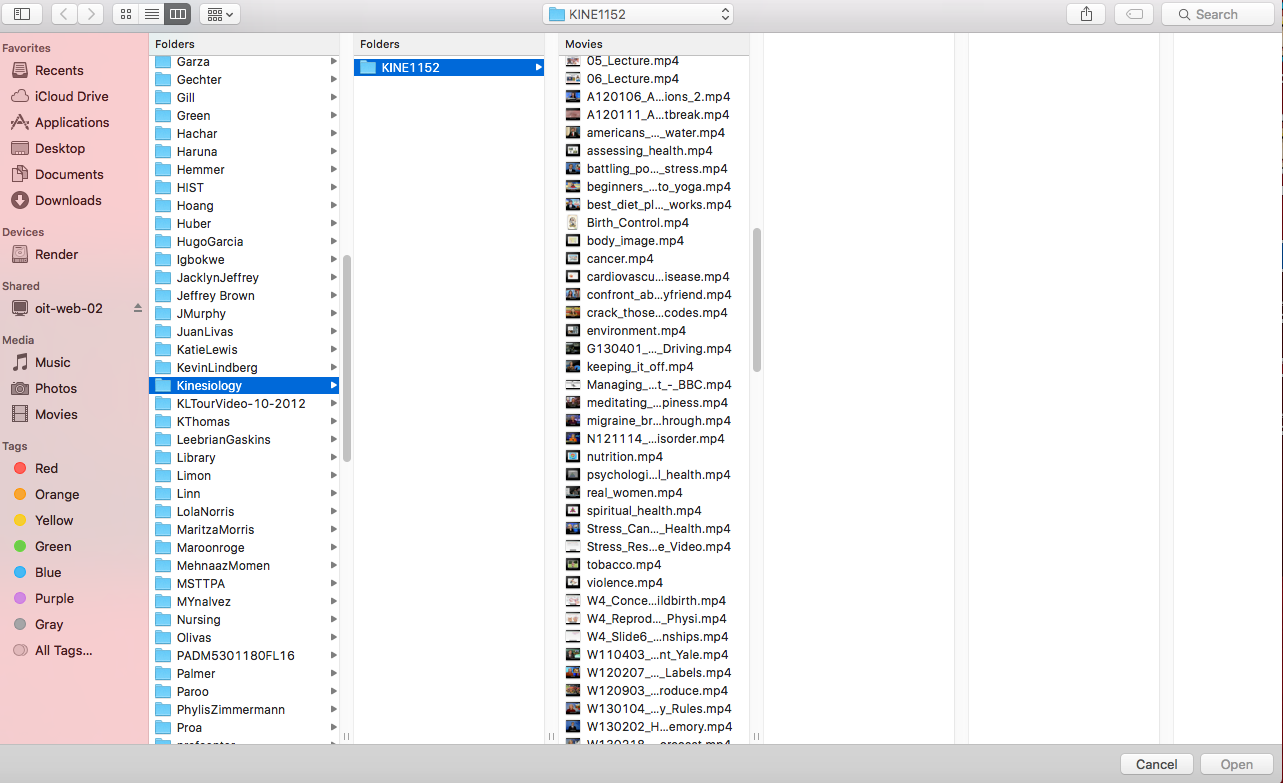 KINE1152
Search
Favorites
Recents
iCloud Drive
Applications
Desktop
Documents
Downloads
Devices
Render
Shared
oit-web-02
Media
Music
Photos
Movies
Tags
Red
Orange
Yellow
Green
Blue
Purple
Gray
All Tags...
Folders
Garza
Gechter
Gill
Green
Hachar
Haruna
Hemmer
HIST
Hoang
Huber
HugoGarcia
Igbokwe
JacklynJeffrey
Jeffrey Brown
JMurphy
JuanLivas
KatieLewis
KevinLindberg
Kinesiology
KLTourVideo-10-2012
KThomas
LeebrianGaskins
Library
Limon
Linn
LolaNorris
MaritzaMorris
Maroonroge
MehnaazMomen
MSTTPA
MYnalvez
Nursing
Olivas
PADM5301180FL16
Palmer
Paroo
PhylisZimmermann
Proa
Folders
KINE1152
Movies
05_Lecture.mp4
06_Lecture.mp4
A120106_A...ions_2.mp4
A120111_A...tbreak.mp4
americans_..._water.mp4
assessing_health.mp4
battling_po..._stress.mp4
beginners_...to_yoga.mp4
best_diet_pl..._works.mp4
Birth_Control.mp4
body_image.mp4
cancer.mp4
cardiovascu...isease.mp4
confront_ab...yfriend.mp4
crack_those...codes.mp4
environment.mp4
G130401_..._Driving.mp4
keeping_it_off.mp4
Managing_...t_-_BBC.mp4
meditating_...piness.mp4
migraine_br...hrough.mp4
N121114_...isorder.mp4
nutrition.mp4
psychologi...l_health.mp4
real_women.mp4
spiritual_health.mp4
Stress_Can..._Health.mp4
Stress_Res...e_Video.mp4
tobacco.mp4
violence.mp4
W4_Conce...ildbirth.mp4
W4_Reprod..._Physi.mp4
W4_Slide6_...nships.mp4
W110403_...nt_Yale.mp4
W120207_..._Labels.mp4
W120903_...roduce.mp4
W130104_...y_Rules.mp4
W130202_H...emory.mp4
Cancel
Open